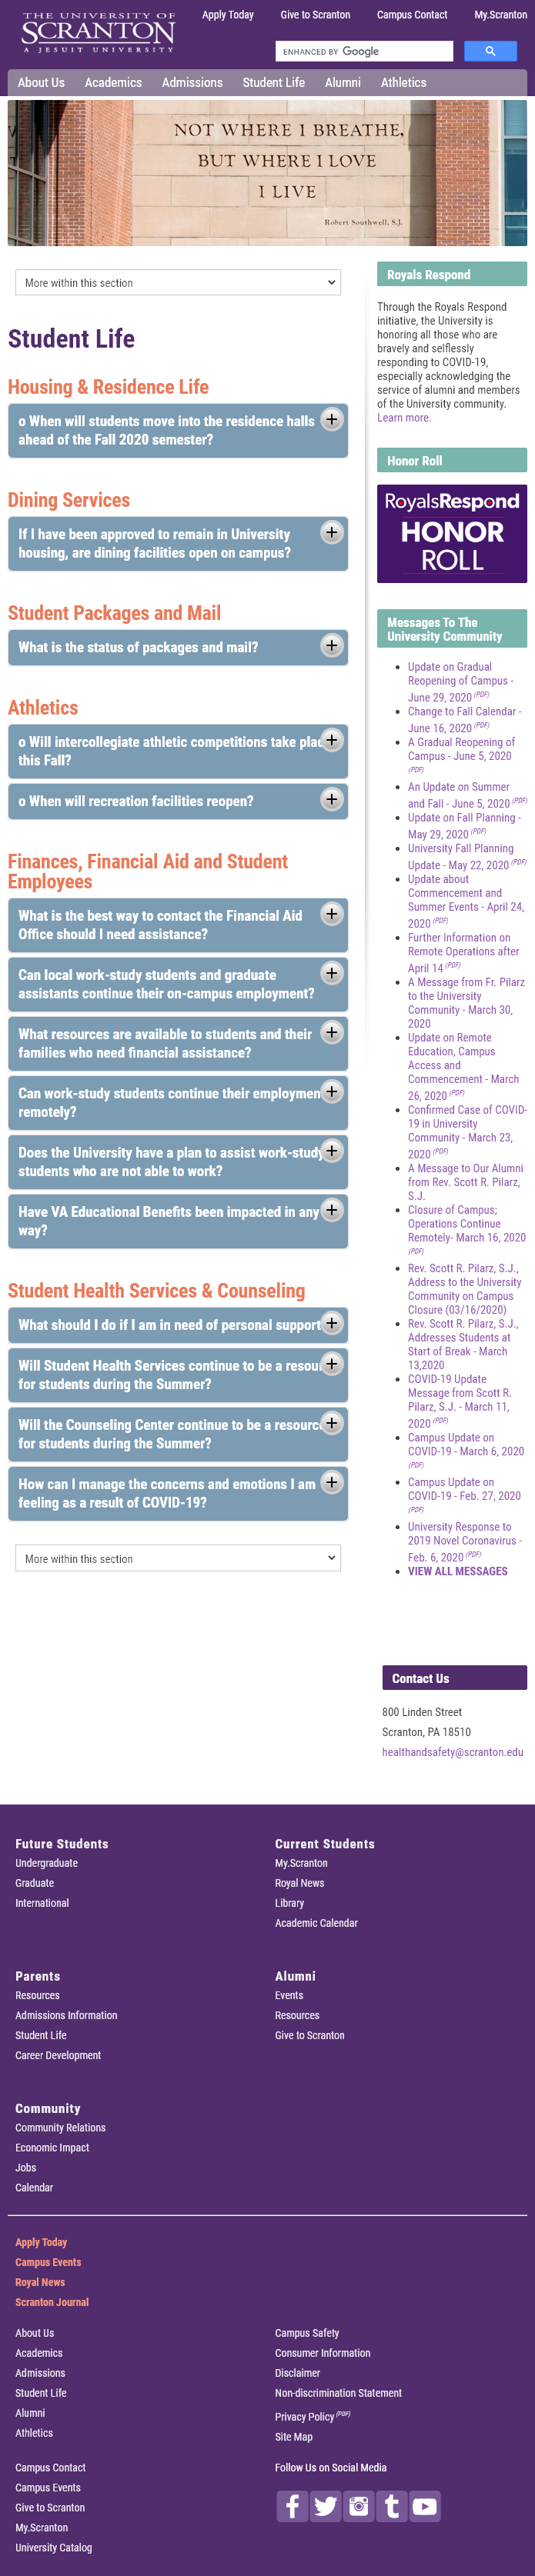 THE UNIVERSITY OF
SCRANTON
A JESUIT UNIVERSITY
Apply Today
Give to Scranton
Campus Contact
My.Scranton
ENHANCED BY Google
About Us
Academics
Admissions
Student Life
Alumni
Athletics
NOT WHERE I BREATHE,
BUT WHERE I LOVE
I LIVE
Robert Southwell, S.J.
More within this section
Student Life
Housing & Residence Life
o When will students move into the residence halls
ahead of the Fall 2020 semester?
Dining Services
If I have been approved to remain in University
housing, are dining facilities open on campus?
Student Packages and Mail
What is the status of packages and mail?
Athletics
o Will intercollegiate athletic competitions take plac
this Fall?
o When will recreation facilities reopen?
Finances, Financial Aid and Student
Employees
What is the best way to contact the Financial Aid
Office should I need assistance?
Can local work-study students and graduate
assistants continue their on-campus employment?
What resources are available to students and their
families who need financial assistance?
Can work-study students continue their employmen
remotely?
Does the University have a plan to assist work-study
students who are not able to work?
Have VA Educational Benefits been impacted in any
way?
Student Health Services & Counseling
What should I do if I am in need of personal support
Will Student Health Services continue to be a resour
for students during the Summer?
Will the Counseling Center continue to be a resource
for students during the Summer?
How can I manage the concerns and emotions I am
feeling as a result of COVID-19?
More within this section
Royals Respond
Through the Royals Respond
initiative, the University is
honoring all those who are
bravely and selflessly
responding to COVID-19,
especially acknowledging the
service of alumni and members
of the University community.
Learn more.
Honor Roll
RoyalsRespond
HONOR
ROLL
Messages To The
University Community
Update on Gradual
Reopening of Campus -
June 29, 2020 (PDF)
Change to Fall Calendar -
June 16, 2020 (PDF)
A Gradual Reopening of
Campus - June 5, 2020
(PDF)
An Update on Summer
and Fall - June 5, 2020 (PDF)
Update on Fall Planning -
May 29, 2020 (PDF)
University Fall Planning
Update - May 22, 2020 (PDF)
Update about
Commencement and
Summer Events - April 24,
2020 (PDF)
Further Information on
Remote Operations after
April 14 (PDF)
A Message from Fr. Pilarz
to the University
Community - March 30,
2020
Update on Remote
Education, Campus
Access and
Commencement - March
26, 2020 (PDF)
Confirmed Case of COVID-
19 in University
Community - March 23,
2020 (PDF)
A Message to Our Alumni
from Rev. Scott R. Pilarz,
S.J.
Closure of Campus;
Operations Continue
Remotely- March 16, 2020
(PDF)
Rev. Scott R. Pilarz, S.J.,
Address to the University
Community on Campus
Closure (03/16/2020)
Rev. Scott R. Pilarz, S.J.,
Addresses Students at
Start of Break - March
13,2020
COVID-19 Update
Message from Scott R.
Pilarz, S.J. - March 11,
2020 (PDF)
Campus Update on
COVID-19 - March 6, 2020
(PDF)
Campus Update on
COVID-19 - Feb. 27, 2020
(PDF)
University Response to
2019 Novel Coronavirus -
Feb. 6, 2020 (PDF)
VIEW ALL MESSAGES
Contact Us
800 Linden Street
Scranton, PA 18510
healthandsafety@scranton.edu
Future Students
Undergraduate
Graduate
International
Current Students
My.Scranton
Royal News
Library
Academic Calendar
Parents
Resources
Admissions Information
Student Life
Career Development
Alumni
Events
Resources
Give to Scranton
Community
Community Relations
Economic Impact
Jobs
Calendar
Apply Today
Campus Events
Royal News
Scranton Journal
About Us
Academics
Admissions
Student Life
Alumni
Athletics
Campus Safety
Consumer Information
Disclaimer
Non-discrimination Statement
Privacy Policy (PDF)
Site Map
Campus Contact
Campus Events
Give to Scranton
My.Scranton
University Catalog
Follow Us on Social Media